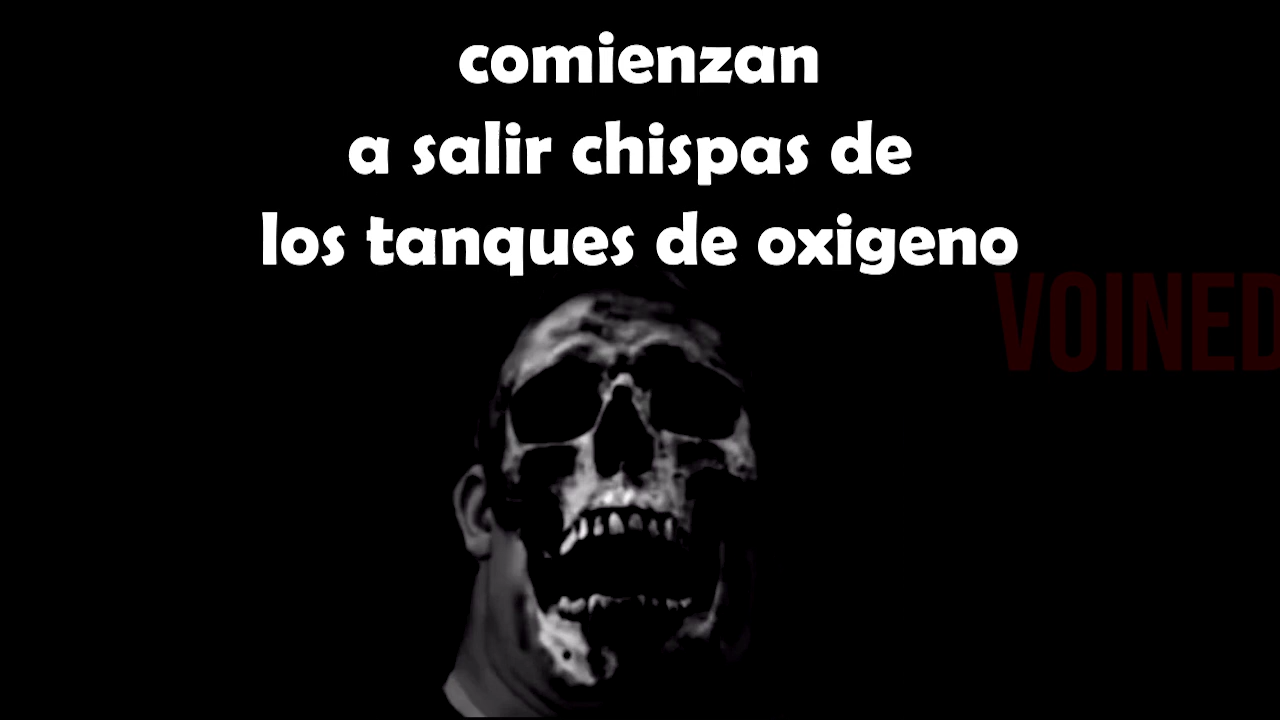 comienzan
a salir chispas de
los tanques de oxigeno
VOINED